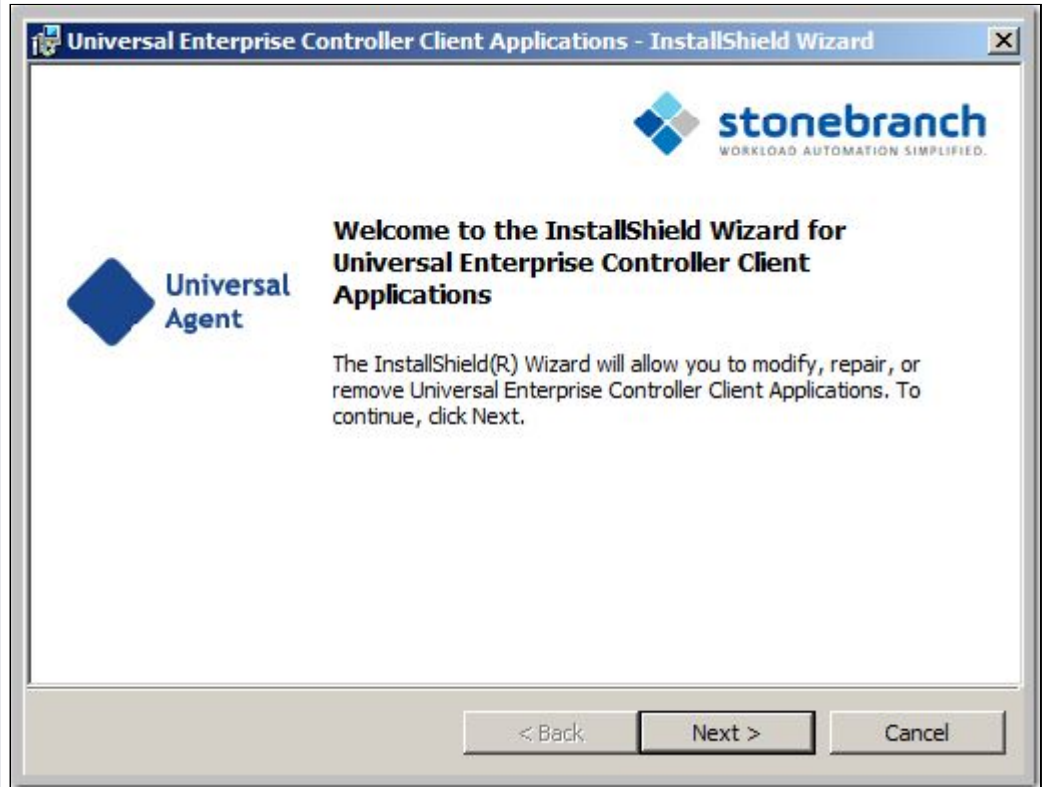 Universal Enterprise Controller Client Applications - InstallShield Wizard
stonebranch
WORKLOAD AUTOMATION SIMPLIFIED.
Universal
Agent
Welcome to the InstallShield Wizard for
Universal Enterprise Controller Client
Applications
The InstallShield(R) Wizard will allow you to modify, repair, or
remove Universal Enterprise Controller Client Applications. To
continue, click Next.
< Back
Next >
Cancel